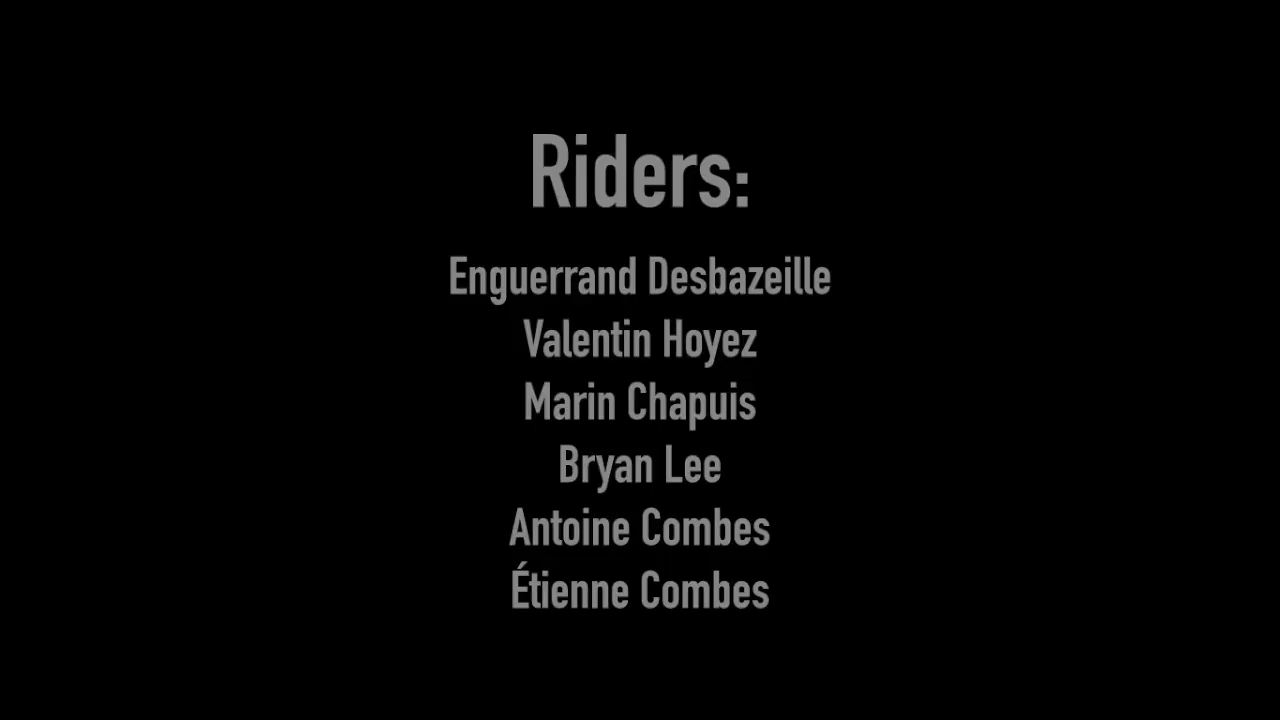 Riders:
Enguerrand Desbazeille
Valentin Hoyez
Marin Chapuis
Bryan Lee
Antoine Combes
Étienne Combes